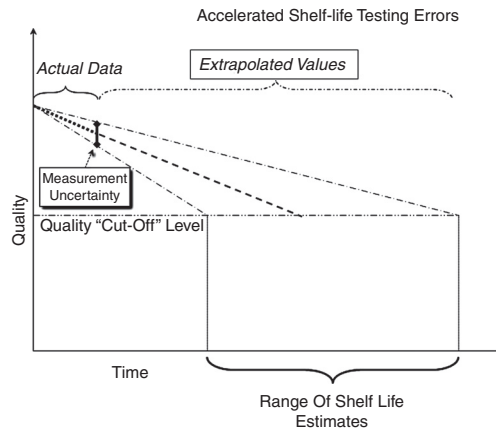 Accelerated Shelf-life Testing Errors
Actual Data
Extrapolated Values
Measurement
Uncertainty
Quality
Quality “Cut-Off” Level
Time
Range Of Shelf Life
Estimates